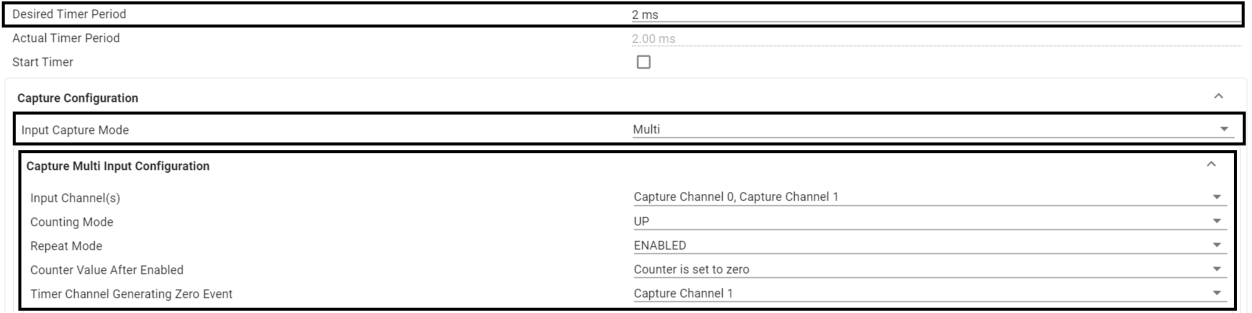 Desired Timer Period 2 ms
Actual Timer Period 2.00 ms
Start Timer
Capture Configuration
Input Capture Mode Multi
Capture Multi Input Configuration
Input Channel(s) Capture Channel 0, Capture Channel 1
Counting Mode UP
Repeat Mode ENABLED
Counter Value After Enabled Counter is set to zero
Timer Channel Generating Zero Event Capture Channel 1